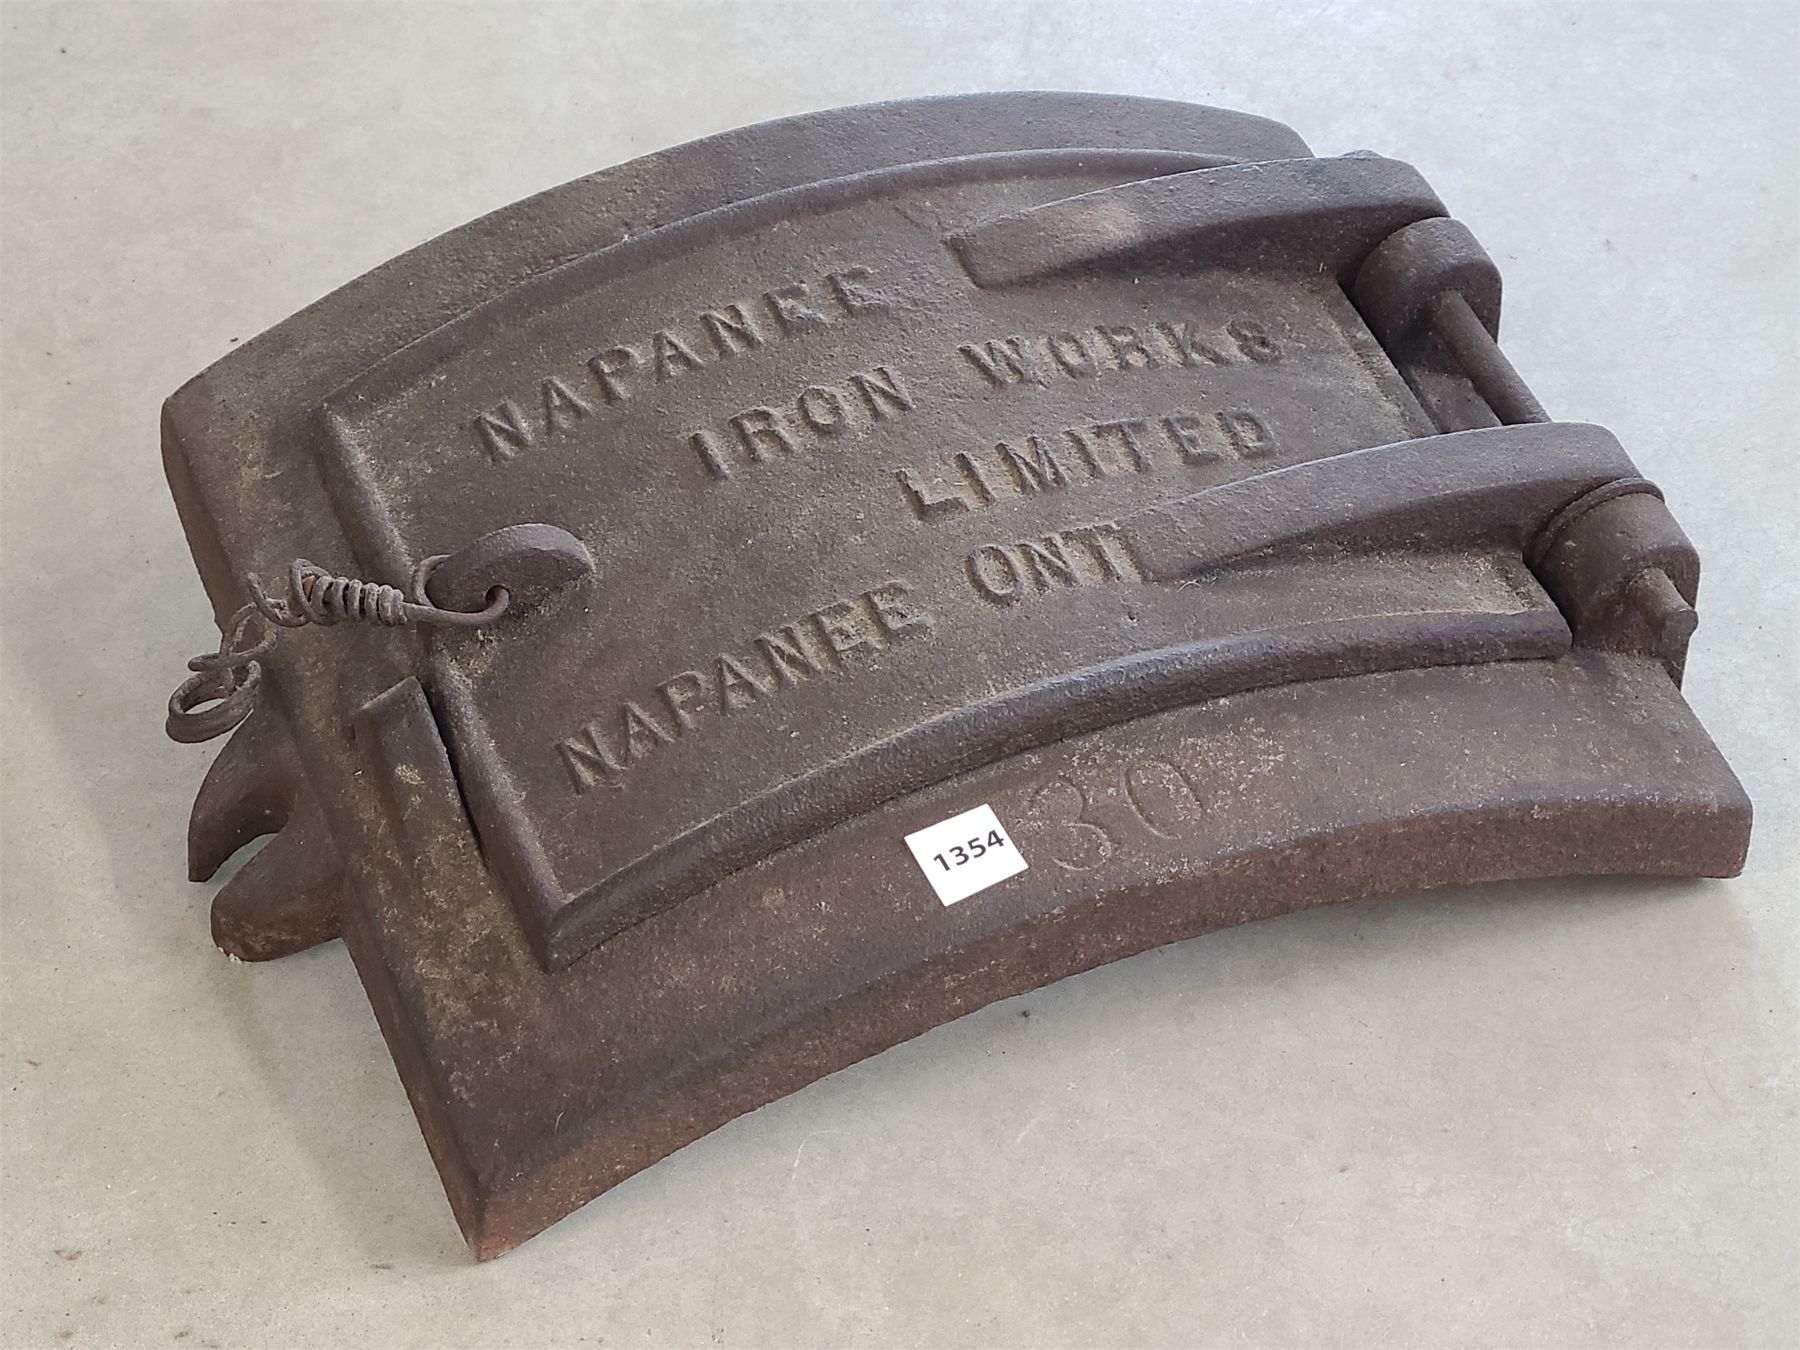 NAPANEE
IRON WORKS
LIMITED
NAPANEE ONT
30
1354